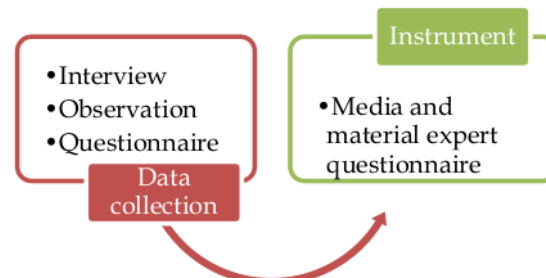 •Interview
•Observation
•Questionnaire
Data
collection
Instrument
•Media and
material expert
questionnaire